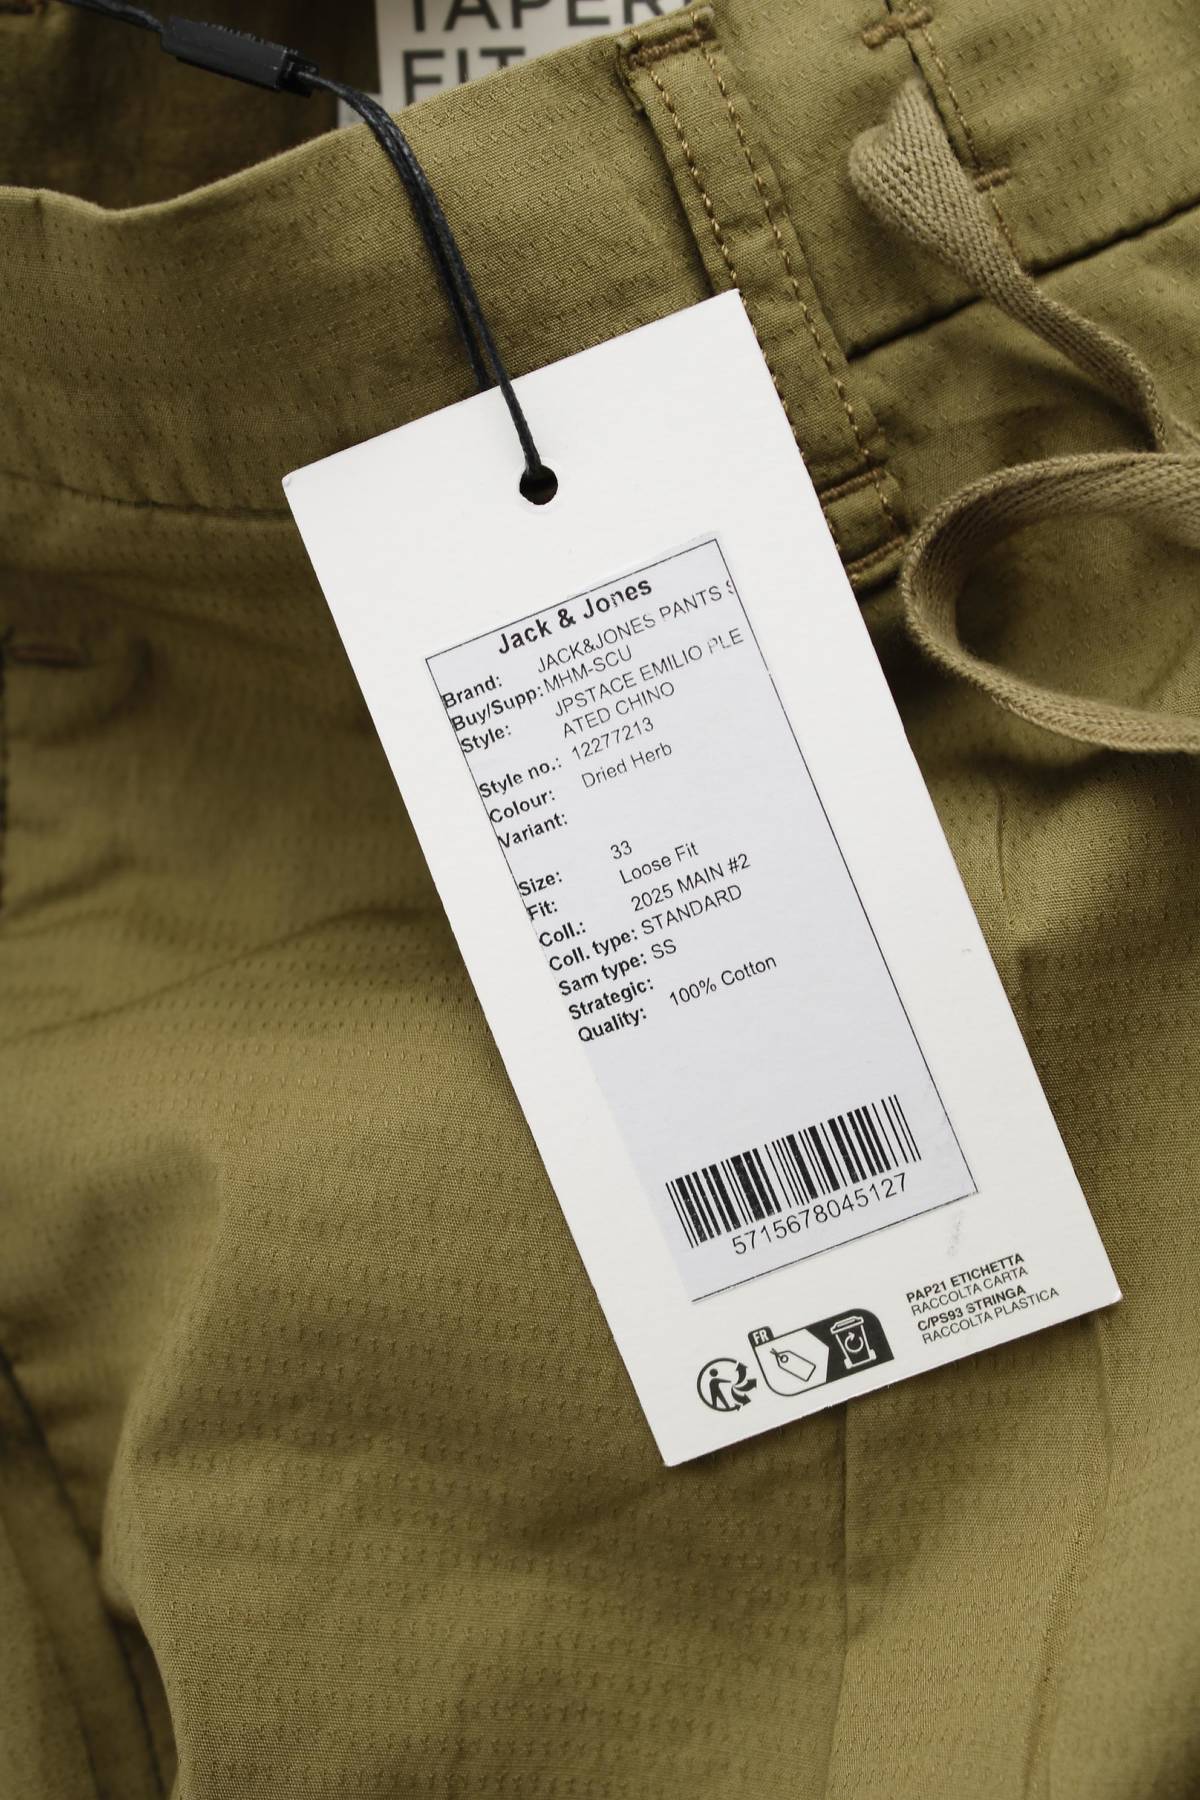 TAPER
FIT
Jack & Jones
Brand: JACK&JONES PANTS
Buy/Supp: MHM-SCU
Style: JPSTACE EMILIO PLE
ATED CHINO
Style no.: 12277213
Colour: Dried Herb
Variant:
Size: 33
Fit: Loose Fit
Coll.: 2025 MAIN #2
Coll. type: STANDARD
Sam type: SS
Strategic:
Quality: 100% Cotton
5715678045127
FR
PAP21 ETICHETTA
RACCOLTA CARTA
C/PS93 STRINGA
RACCOLTA PLASTICA